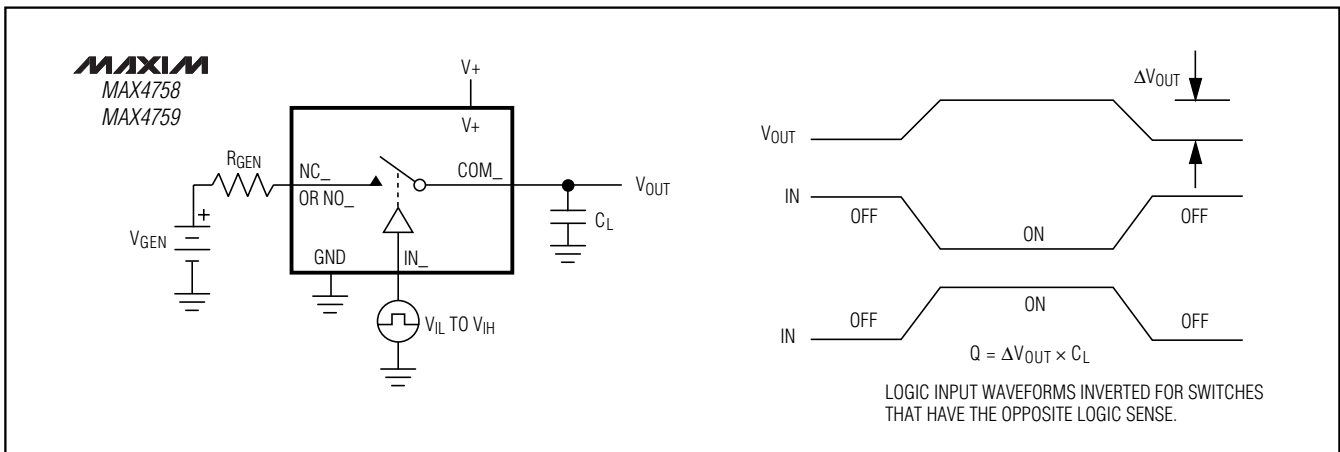 MAXIM
MAX4758
MAX4759
V+
V+
RGEN
NC_
OR NO_
COM_
VOUT
CL
VGEN
+
GND
IN_
VIL TO VIH
ΔVOUT
VOUT
IN
OFF
ON
OFF
IN
OFF
ON
OFF
Q = ΔVOUT × CL
LOGIC INPUT WAVEFORMS INVERTED FOR SWITCHES
THAT HAVE THE OPPOSITE LOGIC SENSE.